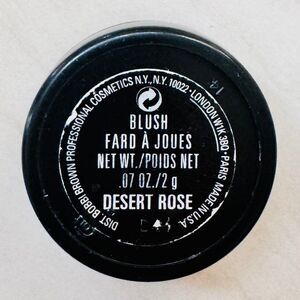 DIST. BOBBI BROWN PROFESSIONAL COSMETICS N.Y., N.Y. 10022 - LONDON W1K 3BQ - PARIS MADE IN U.S.A.
BLUSH
FARD À JOUES
NET WT./POIDS NET
.07 OZ./2 g
DESERT ROSE